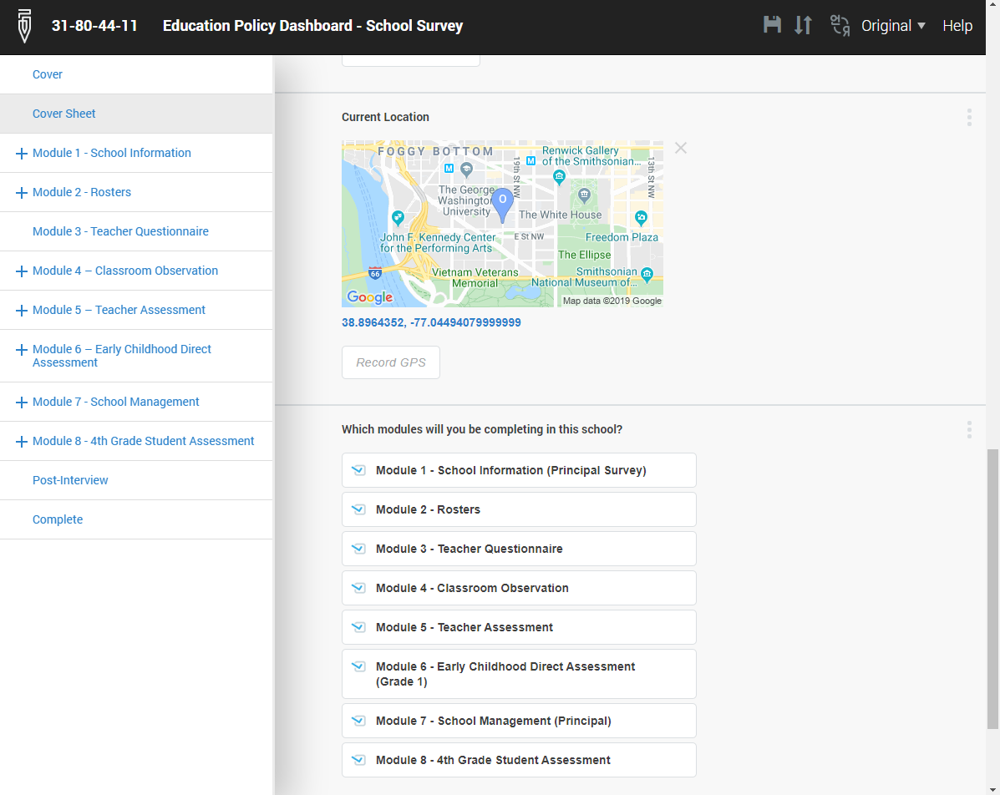 31-80-44-11
Education Policy Dashboard - School Survey
Original
Help
Cover
Cover Sheet
Module 1 - School Information
Module 2 - Rosters
Module 3 - Teacher Questionnaire
Module 4 – Classroom Observation
Module 5 – Teacher Assessment
Module 6 – Early Childhood Direct
Assessment
Module 7 - School Management
Module 8 - 4th Grade Student Assessment
Post-Interview
Complete
Current Location
FOGGY BOTTOM
M
M
19th St NW
Renwick Gallery
of the Smithsonian...
13th St NW
The George
Washington
University
O
The White House
John F. Kennedy Center
for the Performing Arts
E St NW
Freedom Plaza
The Ellipse
66
Vietnam Veterans
Memorial
Smithsonian
National Museum of...
Google
Map data ©2019 Google
38.8964352, -77.04494079999999
Record GPS
Which modules will you be completing in this school?
Module 1 - School Information (Principal Survey)
Module 2 - Rosters
Module 3 - Teacher Questionnaire
Module 4 - Classroom Observation
Module 5 - Teacher Assessment
Module 6 - Early Childhood Direct Assessment
(Grade 1)
Module 7 - School Management (Principal)
Module 8 - 4th Grade Student Assessment